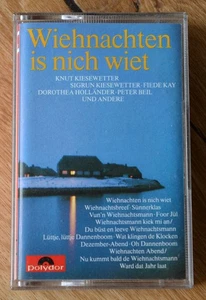 Wiehnachten
is nich wiet
KNUT KIESEWETTER
SIGRUN KIESEWETTER · FIEDE KAY
DOROTHEA HOLLÄNDER · PETER BEIL
UND ANDERE
Wiehnachten is nich wiet
Wiehnachtsbreef · Sünnerklas
Vun'n Wiehnachtsmann · Foor Jül
Wiehnachtsmann kiek mi an/
Du büst en leeve Wiehnachtsmann
Lüttje, lüttje Dannenboom · Wat klingen de Klocken
Dezember-Abend · Oh Dannenboom
Wiehnachten Abend/
Nu kummt bald de Wiehnachtsmann
Ward dat Jahr laat
Polydor